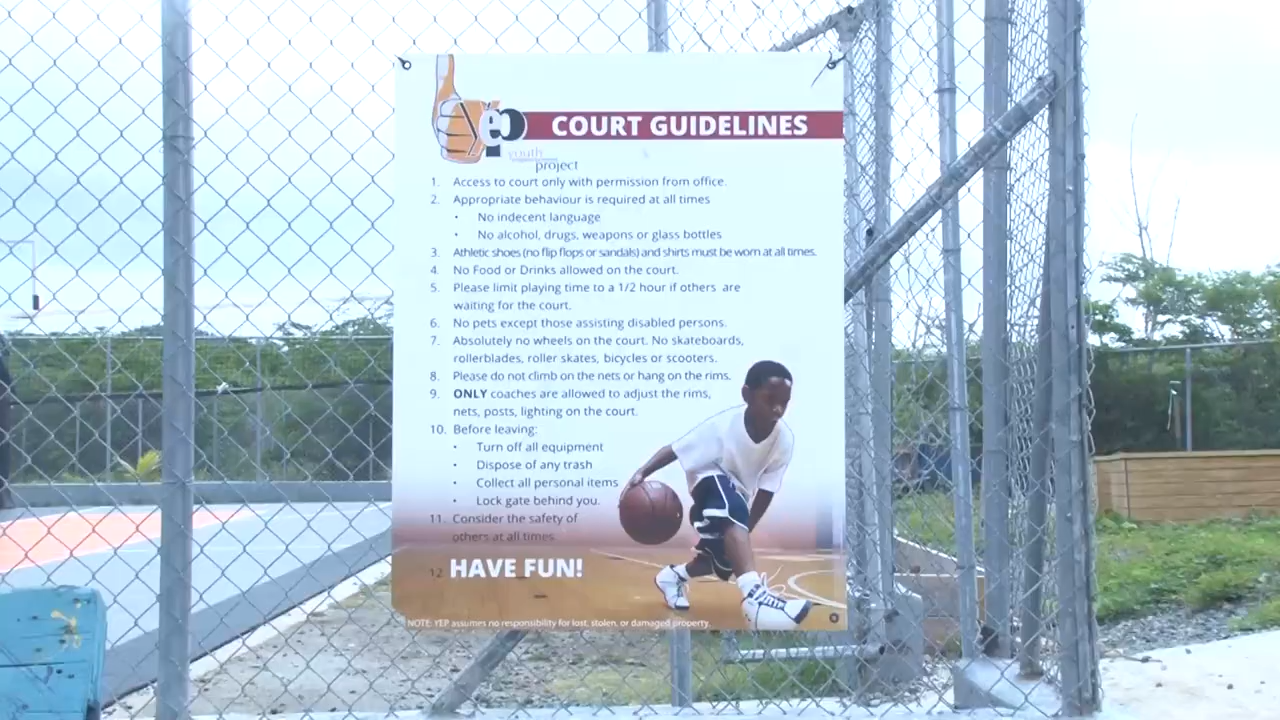 yep
COURT GUIDELINES
youth
project
1. Access to court only with permission from office.
2. Appropriate behaviour is required at all times
• No indecent language
• No alcohol, drugs, weapons or glass bottles
3. Athletic shoes (no flip flops or sandals) and shirts must be worn at all times.
4. No Food or Drinks allowed on the court.
5. Please limit playing time to a 1/2 hour if others are
waiting for the court.
6. No pets except those assisting disabled persons.
7. Absolutely no wheels on the court. No skateboards,
rollerblades, roller skates, bicycles or scooters.
8. Please do not climb on the nets or hang on the rims.
9. ONLY coaches are allowed to adjust the rims,
nets, posts, lighting on the court.
10. Before leaving:
• Turn off all equipment
• Dispose of any trash
• Collect all personal items
• Lock gate behind you.
11. Consider the safety of
others at all times
12. HAVE FUN!
NOTE: YEP assumes no responsibility for lost, stolen, or damaged property.